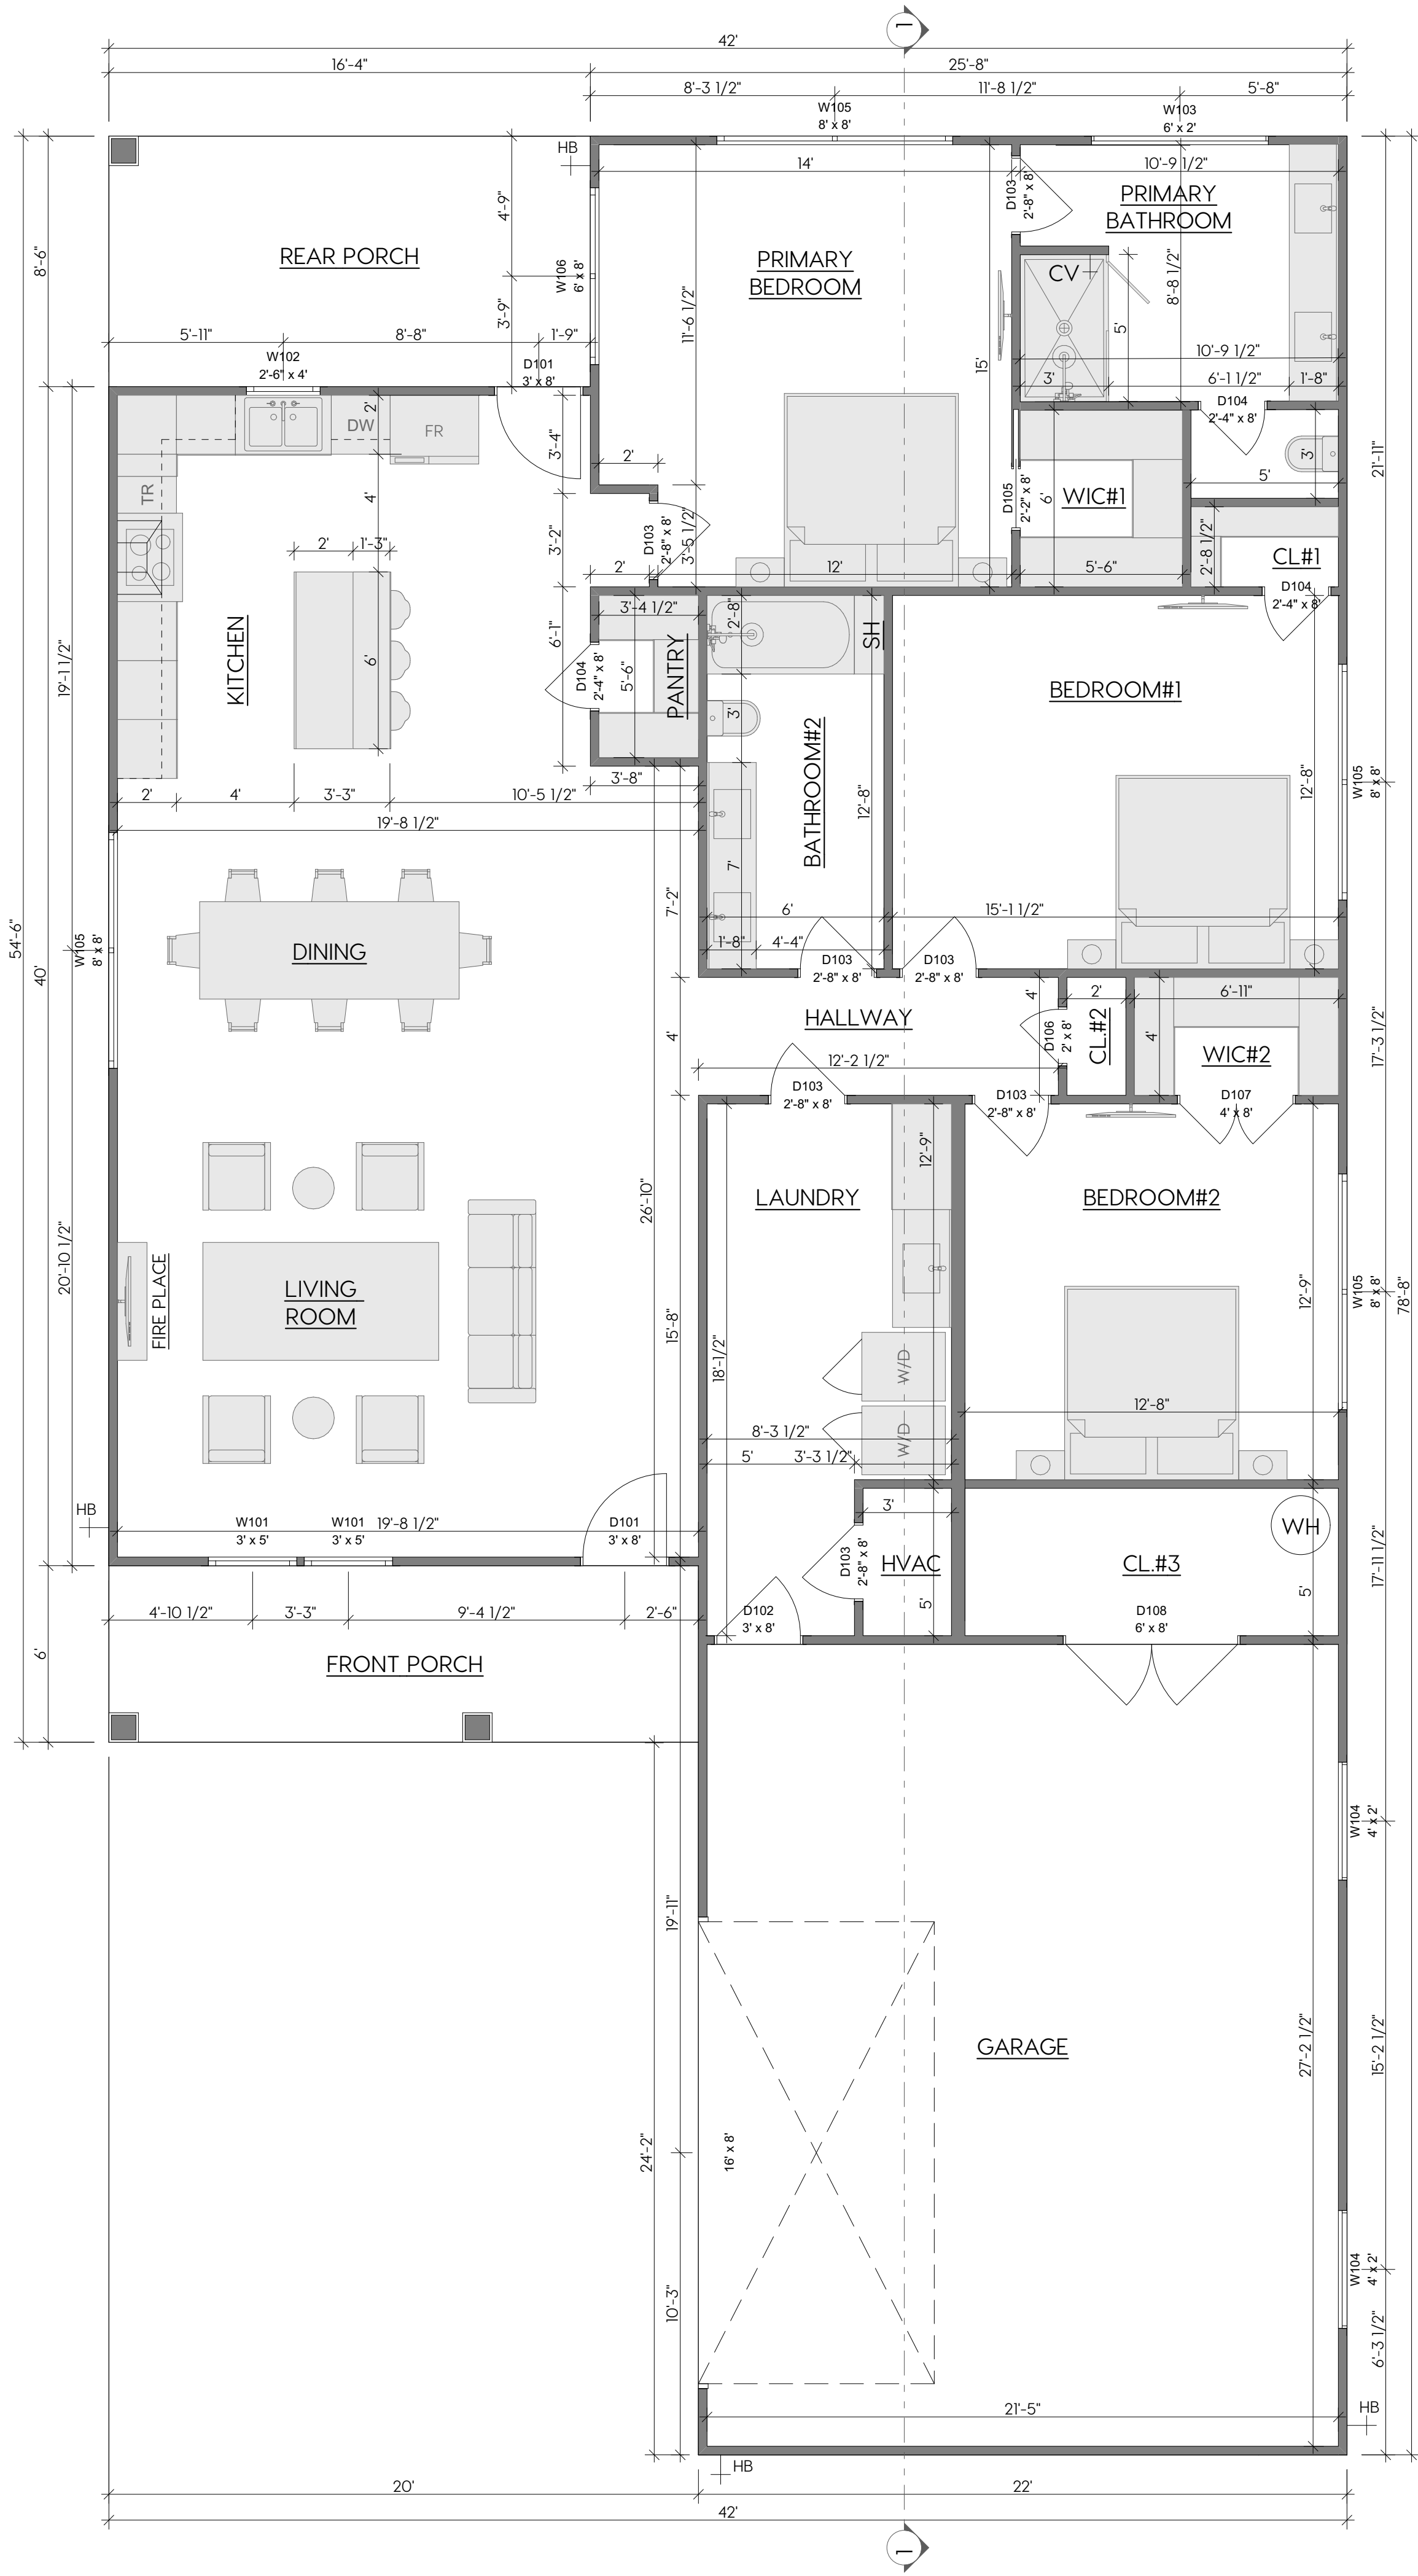 1
42'
16'-4"
25'-8"
8'-3 1/2"
11'-8 1/2"
5'-8"
W105
8' x 8'
W103
6' x 2'
HB
14'
10'-9 1/2"
D103
2'-8" x 8'
PRIMARY
BATHROOM
4'-9"
8'-6"
REAR PORCH
W106
6' x 8'
PRIMARY
BEDROOM
CV
8'-8 1/2"
5'
3'-9"
11'-6 1/2"
15'
5'-11"
8'-8"
1'-9"
W102
2'-6" x 4'
D101
3' x 8'
10'-9 1/2"
3'
6'-1 1/2"
1'-8"
D104
2'-4" x 8'
2'
DW
FR
3'-4"
2'
3'
5'
21'-11"
TR
4'
D105
2'-2" x 8'
6'
WIC#1
2'
1'-3"
3'-2"
D103
2'-8" x 8'
3'-5 1/2"
2'-8 1/2"
CL#1
2'
12'
5'-6"
D104
2'-4" x 8'
3'-4 1/2"
2'-8"
SH
KITCHEN
6'
6'-1"
D104
2'-4" x 8'
5'-6"
PANTRY
19'-1 1/2"
BEDROOM#1
3'
BATHROOM#2
12'-8"
12'-8"
W105
8' x 8'
3'-8"
2'
4'
3'-3"
10'-5 1/2"
19'-8 1/2"
7'
7'-2"
6'
15'-1 1/2"
1'-8"
4'-4"
54'-6"
40'
W105
8' x 8'
DINING
D103
2'-8" x 8'
D103
2'-8" x 8'
HALLWAY
4'
4'
2'
6'-11"
D106
2' x 8'
CL.#2
4'
WIC#2
17'-3 1/2"
12'-2 1/2"
D103
2'-8" x 8'
D103
2'-8" x 8'
D107
4' x 8'
12'-9"
LAUNDRY
BEDROOM#2
26'-10"
20'-10 1/2"
FIRE PLACE
LIVING
ROOM
15'-8"
18'-1/2"
W/D
12'-9"
W105
8' x 8'
78'-8"
12'-8"
8'-3 1/2"
5'
3'-3 1/2"
W/D
HB
W101
3' x 5'
W101
3' x 5'
19'-8 1/2"
D101
3' x 8'
3'
D103
2'-8" x 8'
HVAC
5'
CL.#3
WH
5'
17'-11 1/2"
4'-10 1/2"
3'-3"
9'-4 1/2"
2'-6"
D102
3' x 8'
D108
6' x 8'
6'
FRONT PORCH
W104
4' x 2'
19'-11"
GARAGE
27'-2 1/2"
15'-2 1/2"
24'-2"
16' x 8'
W104
4' x 2'
10'-3"
6'-3 1/2"
21'-5"
HB
HB
20'
22'
42'
1